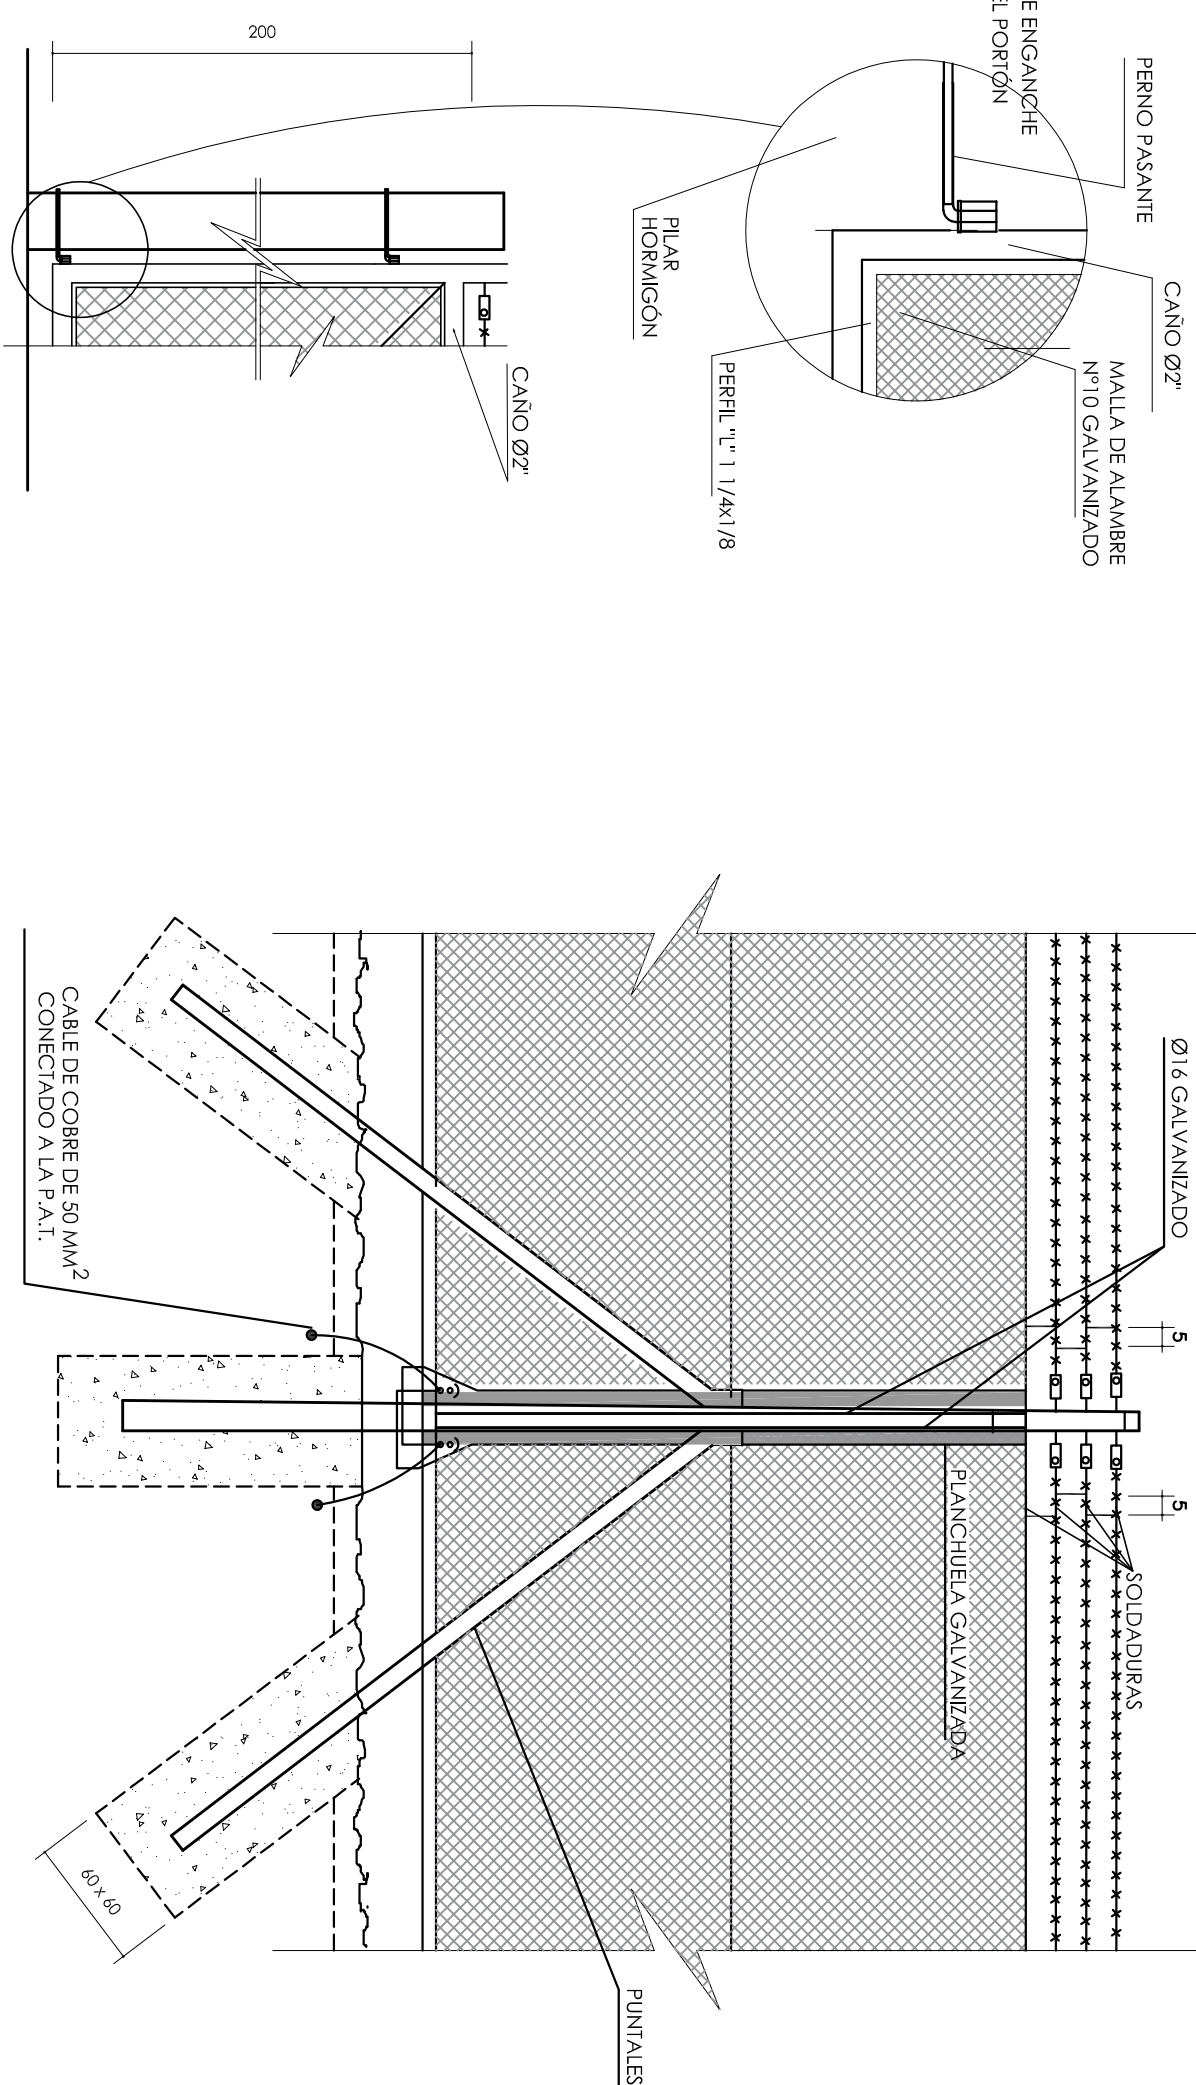 200
E ENGANCHE
EL PORTÓN
PERNO PASANTE
CAÑO Ø2"
MALLA DE ALAMBRE
N°10 GALVANIZADO
PILAR
HORMIGÓN
PERFIL "L" 1 1/4x1/8
CAÑO Ø2"
Ø16 GALVANIZADO
5
5
SOLDADURAS
PLANCHUELA GALVANIZADA
CABLE DE COBRE DE 50 MM2
CONECTADO A LA P.A.T.
60 x 60
PUNTALES